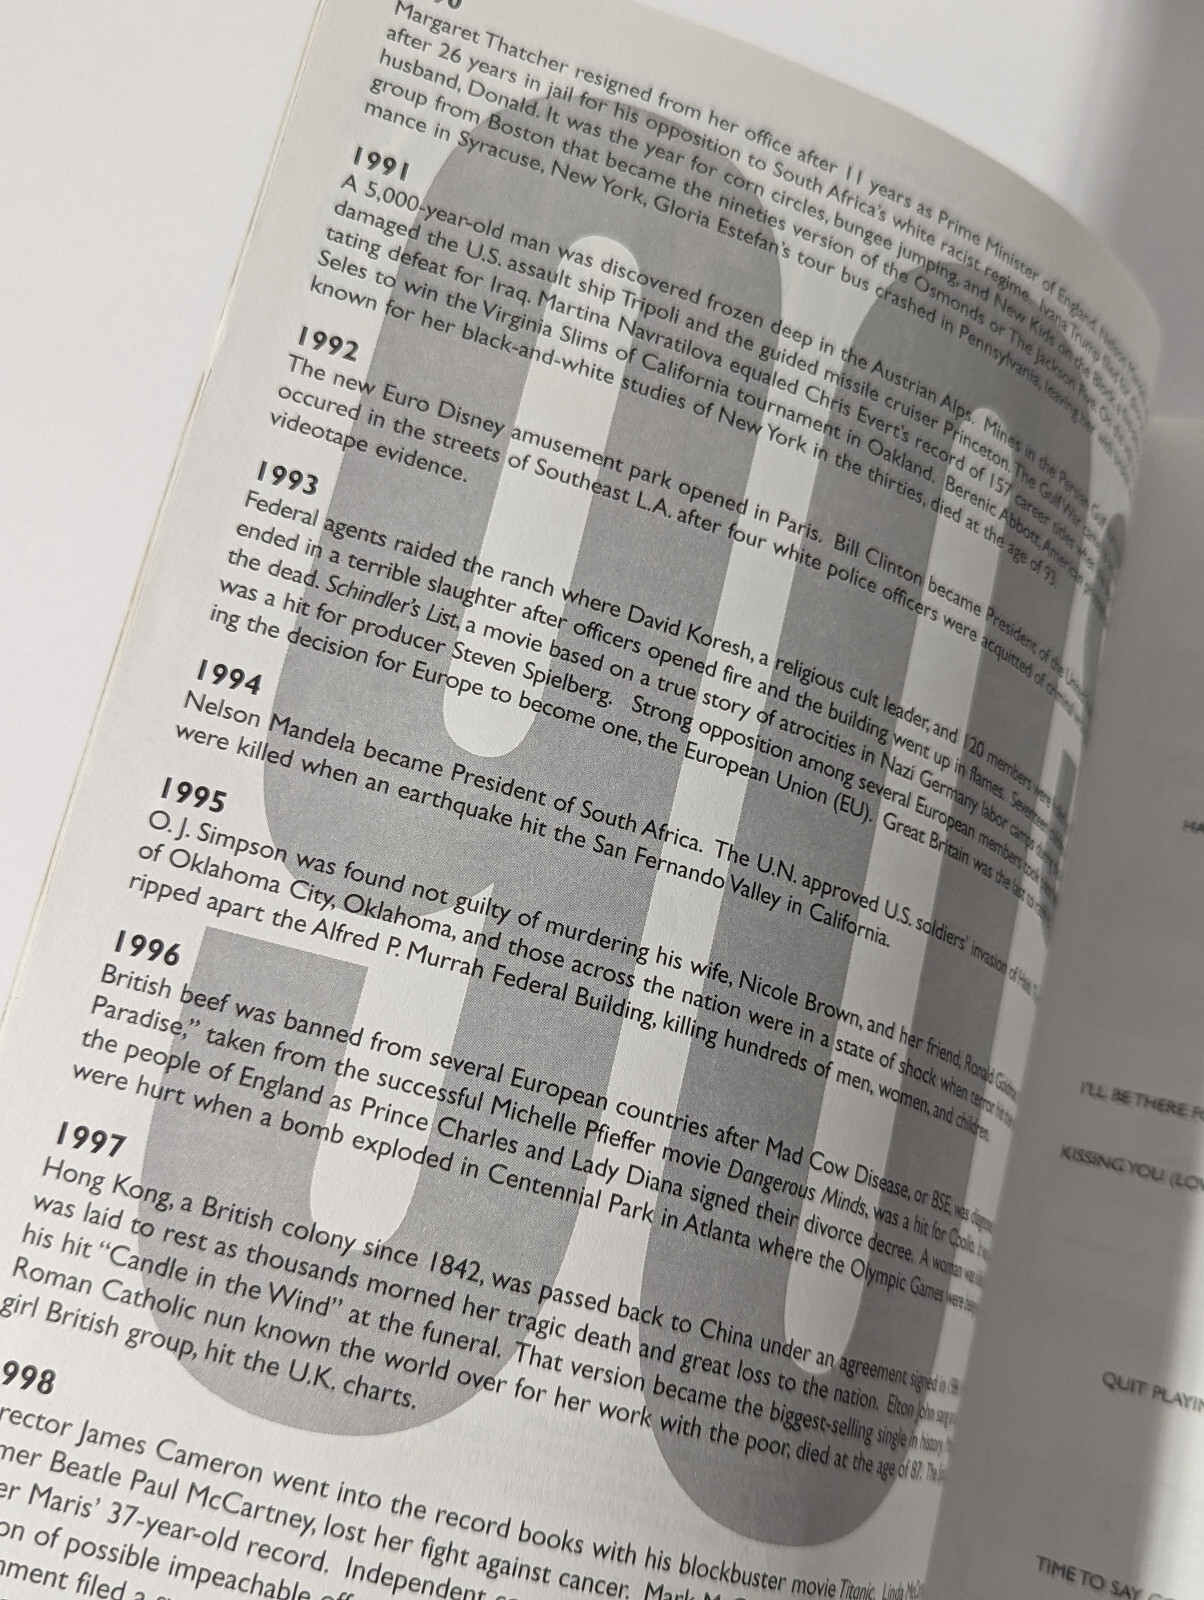 90
Margaret Thatcher resigned from her office after 11 years as Prime Minister of England. Nelson
after 26 years in jail for his opposition to South Africa's white racist regime. Ivana Trump
husband, Donald. It was the year for corn circles, bungee jumping, and New Kids on the Block,
group from Boston that became the nineties version of the Osmonds or The Jackson Five.
mance in Syracuse, New York, Gloria Estefan's tour bus crashed in Pennsylvania, leaving her with
1991
A 5,000-year-old man was discovered frozen deep in the Austrian Alps. Mines in the Persian Gulf
damaged the U.S. assault ship Tripoli and the guided missile cruiser Princeton. The Gulf War
tating defeat for Iraq. Martina Navratilova equaled Chris Evert's record of 157 career titles when
Seles to win the Virginia Slims of California tournament in Oakland. Berenic Abbott, American
known for her black-and-white studies of New York in the thirties, died at the age of 93.
1992
The new Euro Disney amusement park opened in Paris. Bill Clinton became President of the
occured in the streets of Southeast L.A. after four white police officers were acquitted of
videotape evidence.
1993
Federal agents raided the ranch where David Koresh, a religious cult leader, and 120 members were
ended in a terrible slaughter after officers opened fire and the building went up in flames. Seventeen
the dead. Schindler's List, a movie based on a true story of atrocities in Nazi Germany labor camps during
was a hit for producer Steven Spielberg. Strong opposition among several European members took
ing the decision for Europe to become one, the European Union (EU). Great Britain was the last to
1994
Nelson Mandela became President of South Africa. The U.N. approved U.S. soldiers' invasion of
were killed when an earthquake hit the San Fernando Valley in California.
1995
O. J. Simpson was found not guilty of murdering his wife, Nicole Brown, and her friend, Ronald
of Oklahoma City, Oklahoma, and those across the nation were in a state of shock when terror hit
ripped apart the Alfred P. Murrah Federal Building, killing hundreds of men, women, and children.
1996
British beef was banned from several European countries after Mad Cow Disease, or BSE, was
Paradise," taken from the successful Michelle Pfieffer movie Dangerous Minds, was a hit for Coolio.
the people of England as Prince Charles and Lady Diana signed their divorce decree. A woman was
were hurt when a bomb exploded in Centennial Park in Atlanta where the Olympic Games were
1997
Hong Kong, a British colony since 1842, was passed back to China under an agreement signed in
was laid to rest as thousands morned her tragic death and great loss to the nation. Elton John sang
his hit "Candle in the Wind" at the funeral. That version became the biggest-selling single in history.
Roman Catholic nun known the world over for her work with the poor, died at the age of 87. The
girl British group, hit the U.K. charts.
998
rector James Cameron went into the record books with his blockbuster movie Titanic. Linda
mer Beatle Paul McCartney, lost her fight against cancer. Mark
er Maris' 37-year-old record. Independent
on of possible impeachable
nment filed a
HA
I'LL BE THERE FO
KISSING YOU (LOV
QUIT PLAYIN
TIME TO SAY